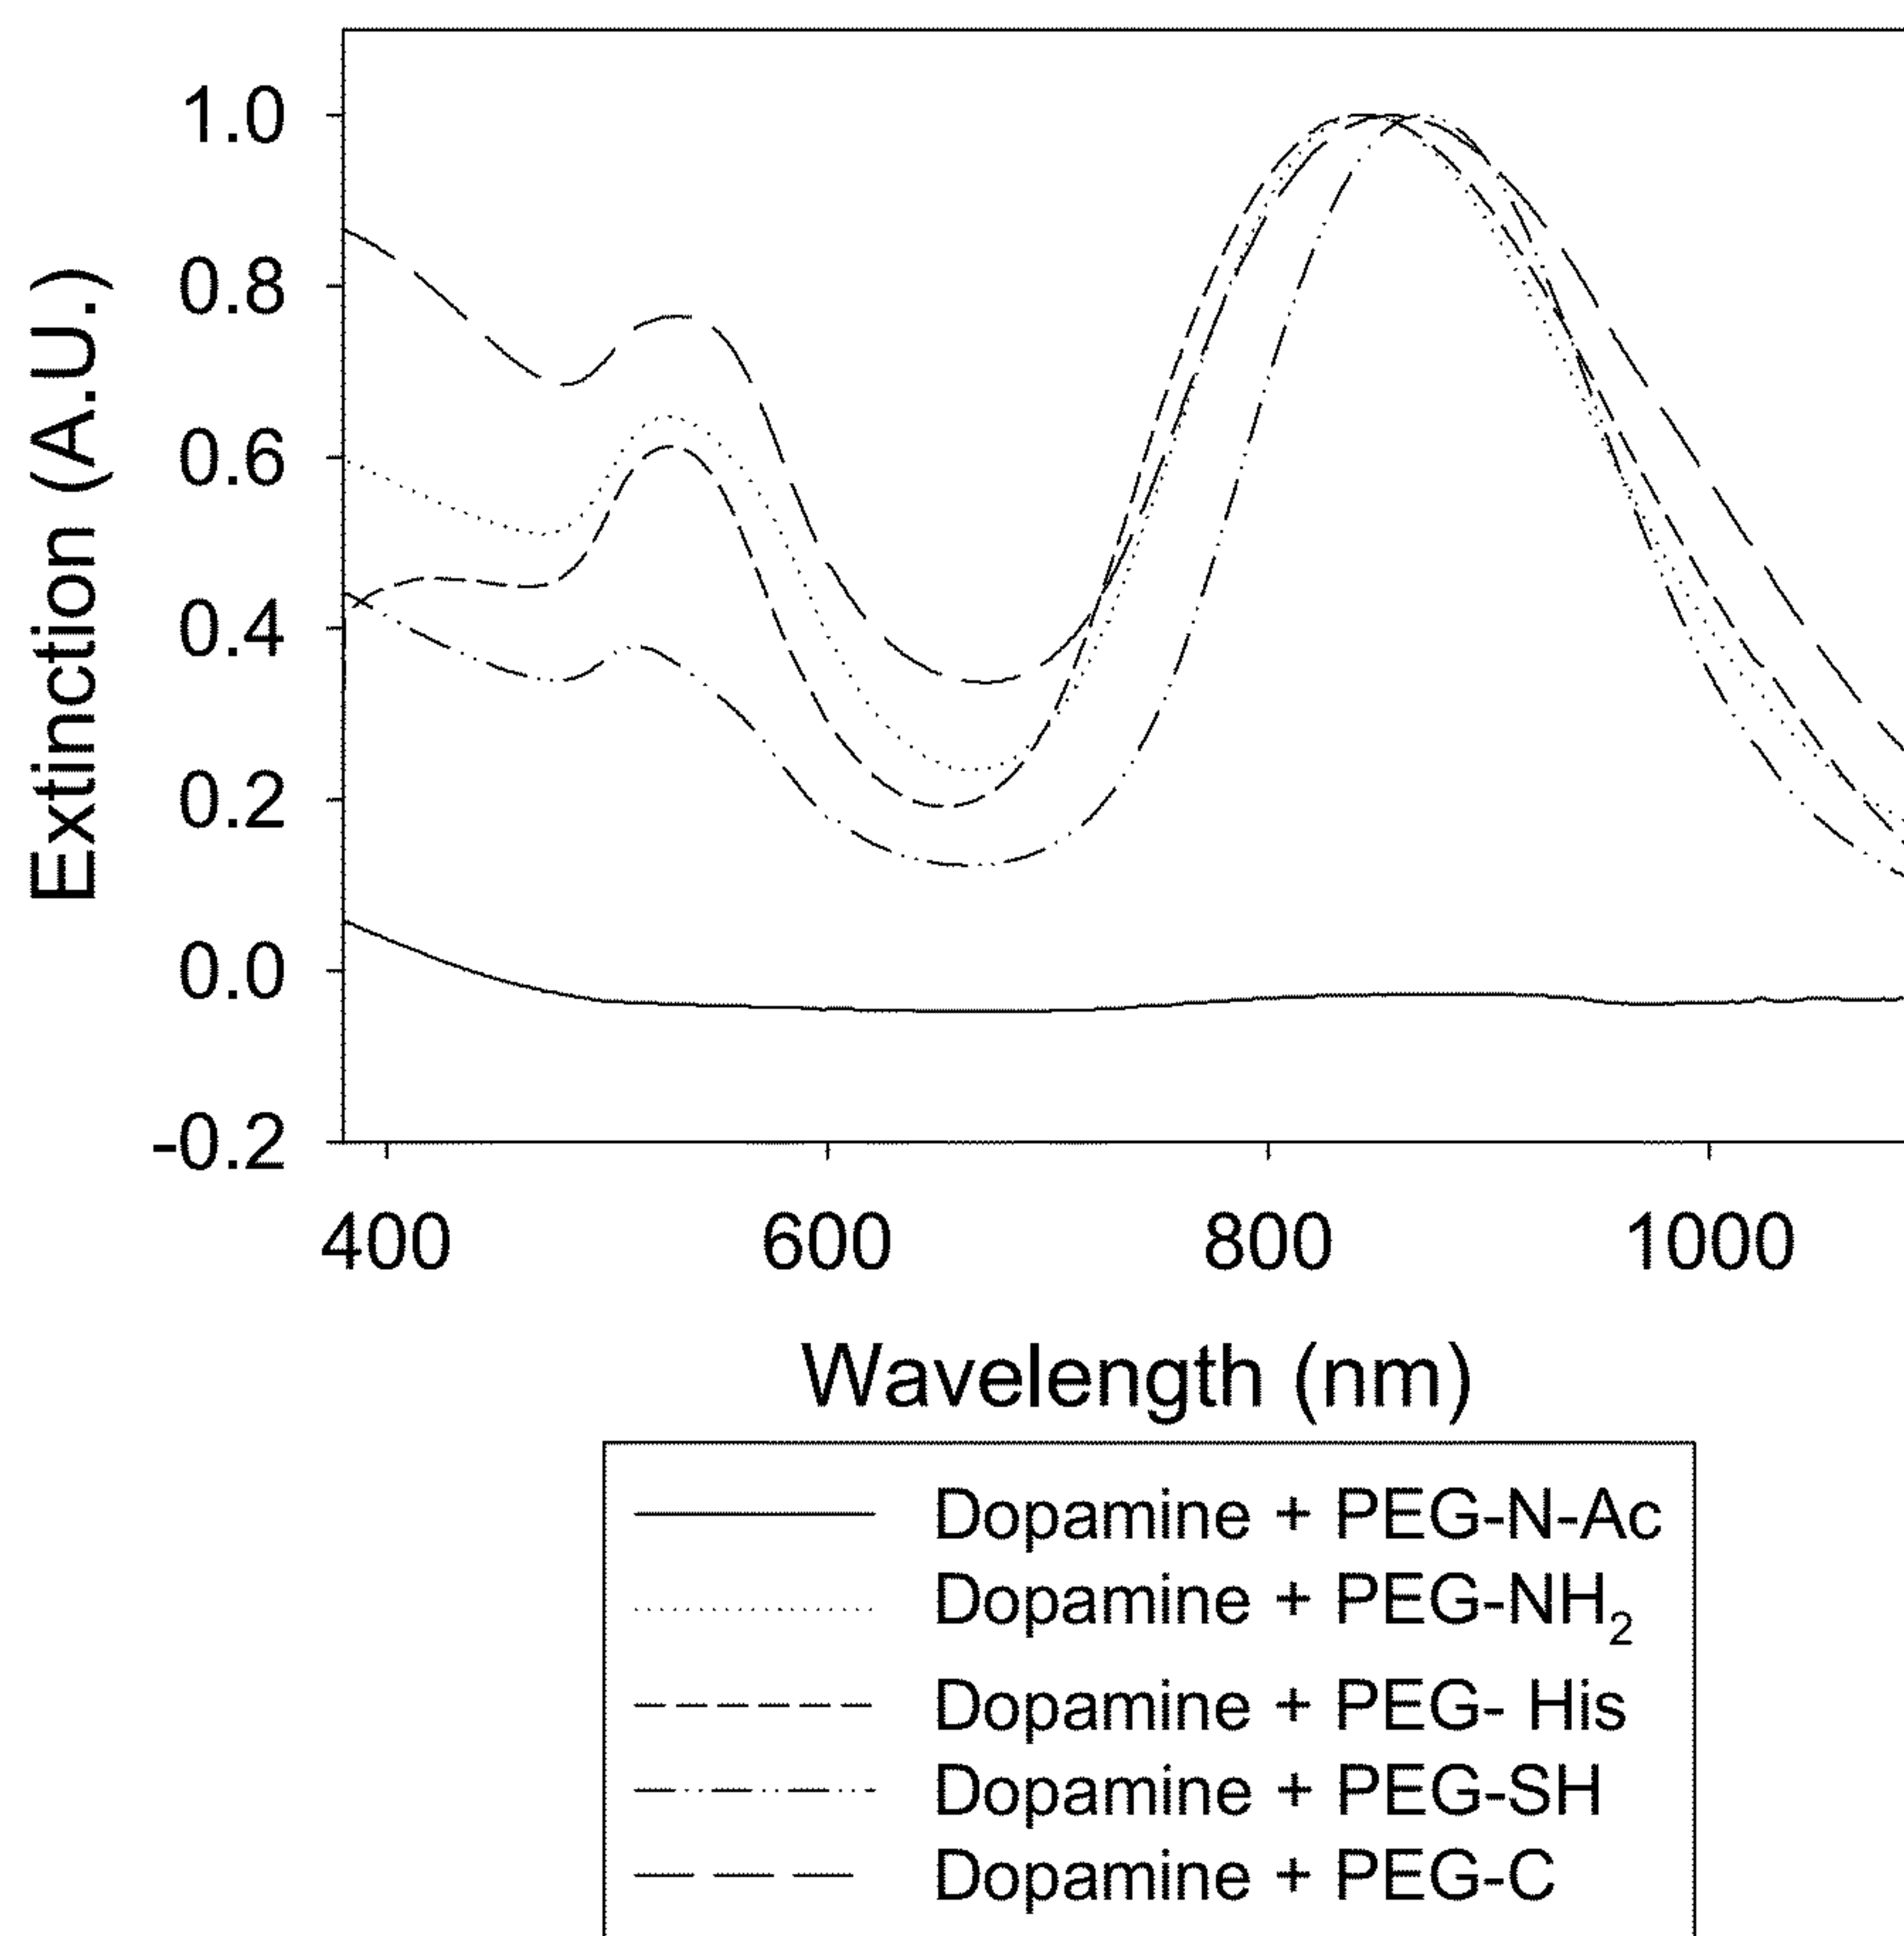 Extinction (A.U.)
1.0
0.8
0.6
0.4
0.2
0.0
-0.2
400 600 800 1000
Wavelength (nm)
Dopamine + PEG-N-Ac
Dopamine + PEG-NH₂
Dopamine + PEG- His
Dopamine + PEG-SH
Dopamine + PEG-C